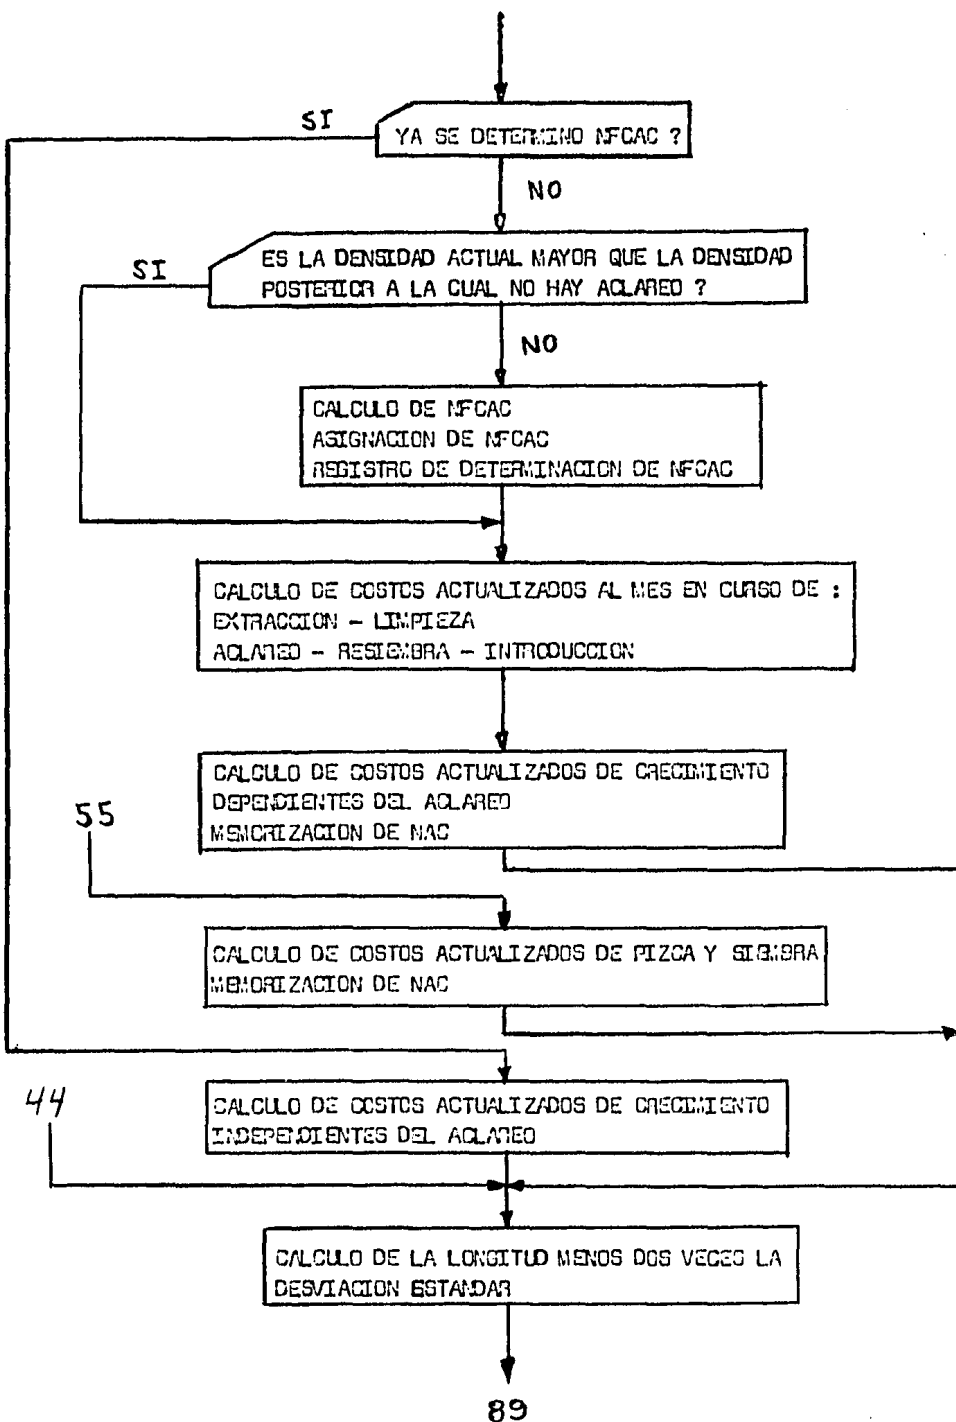 SI
YA SE DETERMINO NFCAC ?
NO
SI
ES LA DENSIDAD ACTUAL MAYOR QUE LA DENSIDAD
POSTERIOR A LA CUAL NO HAY ACLAREO ?
NO
CALCULO DE NFCAC
ASIGNACION DE NFCAC
REGISTRO DE DETERMINACION DE NFCAC
CALCULO DE COSTOS ACTUALIZADOS AL MES EN CURSO DE :
EXTRACCION - LIMPIEZA
ACLAREO - RESIEMBRA - INTRODUCCION
CALCULO DE COSTOS ACTUALIZADOS DE CRECIMIENTO
DEPENDIENTES DEL ACLAREO
MEMORIZACION DE NAC
55
CALCULO DE COSTOS ACTUALIZADOS DE PIZCA Y SIEMBRA
MEMORIZACION DE NAC
44
CALCULO DE COSTOS ACTUALIZADOS DE CRECIMIENTO
INDEPENDIENTES DEL ACLAREO
CALCULO DE LA LONGITUD MENOS DOS VECES LA
DESVIACION ESTANDAR
89